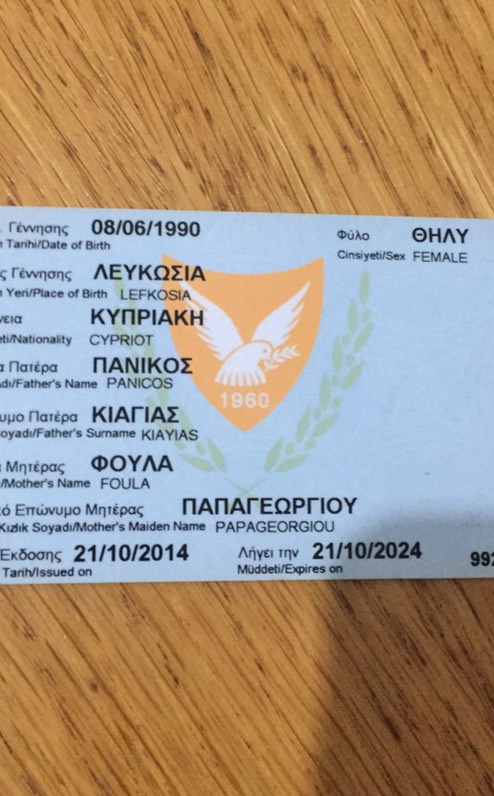 Γέννησης 08/06/1990 Φύλο ΘΗΛΥ
Tarihi/Date of Birth Cinsiyeti/Sex FEMALE
Γέννησης ΛΕΥΚΩΣΙΑ
Yeri/Place of Birth LEFKOSIA
ΚΥΠΡΙΑΚΗ
/Nationality CYPRIOT
Πατέρα ΠΑΝΙΚΟΣ
/Father's Name PANICOS
Πατέρα ΚΙΑΓΙΑΣ
/Father's Surname KIAYIAS
Μητέρας ΦΟΥΛΑ
/Mother's Name FOULA
Επώνυμο Μητέρας ΠΑΠΑΓΕΩΡΓΙΟΥ
Kızlık Soyadı/Mother's Maiden Name PAPAGEORGIOU
Έκδοσης 21/10/2014 Λήγει την 21/10/2024 992
Tarih/Issued on Müddeti/Expires on
1960